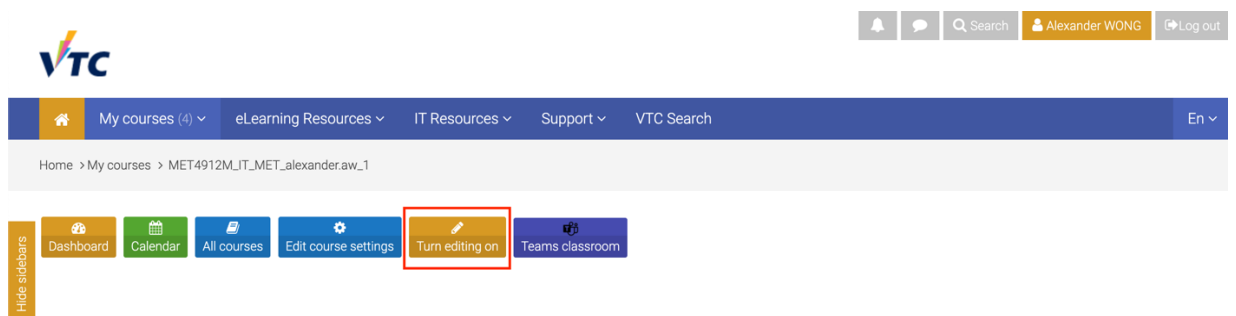 Search Alexander WONG Log out
VTC
My courses (4) eLearning Resources IT Resources Support VTC Search En
Home > My courses > MET4912M_IT_MET_alexander.aw_1
Dashboard Calendar All courses Edit course settings Turn editing on Teams classroom
Hide sidebars